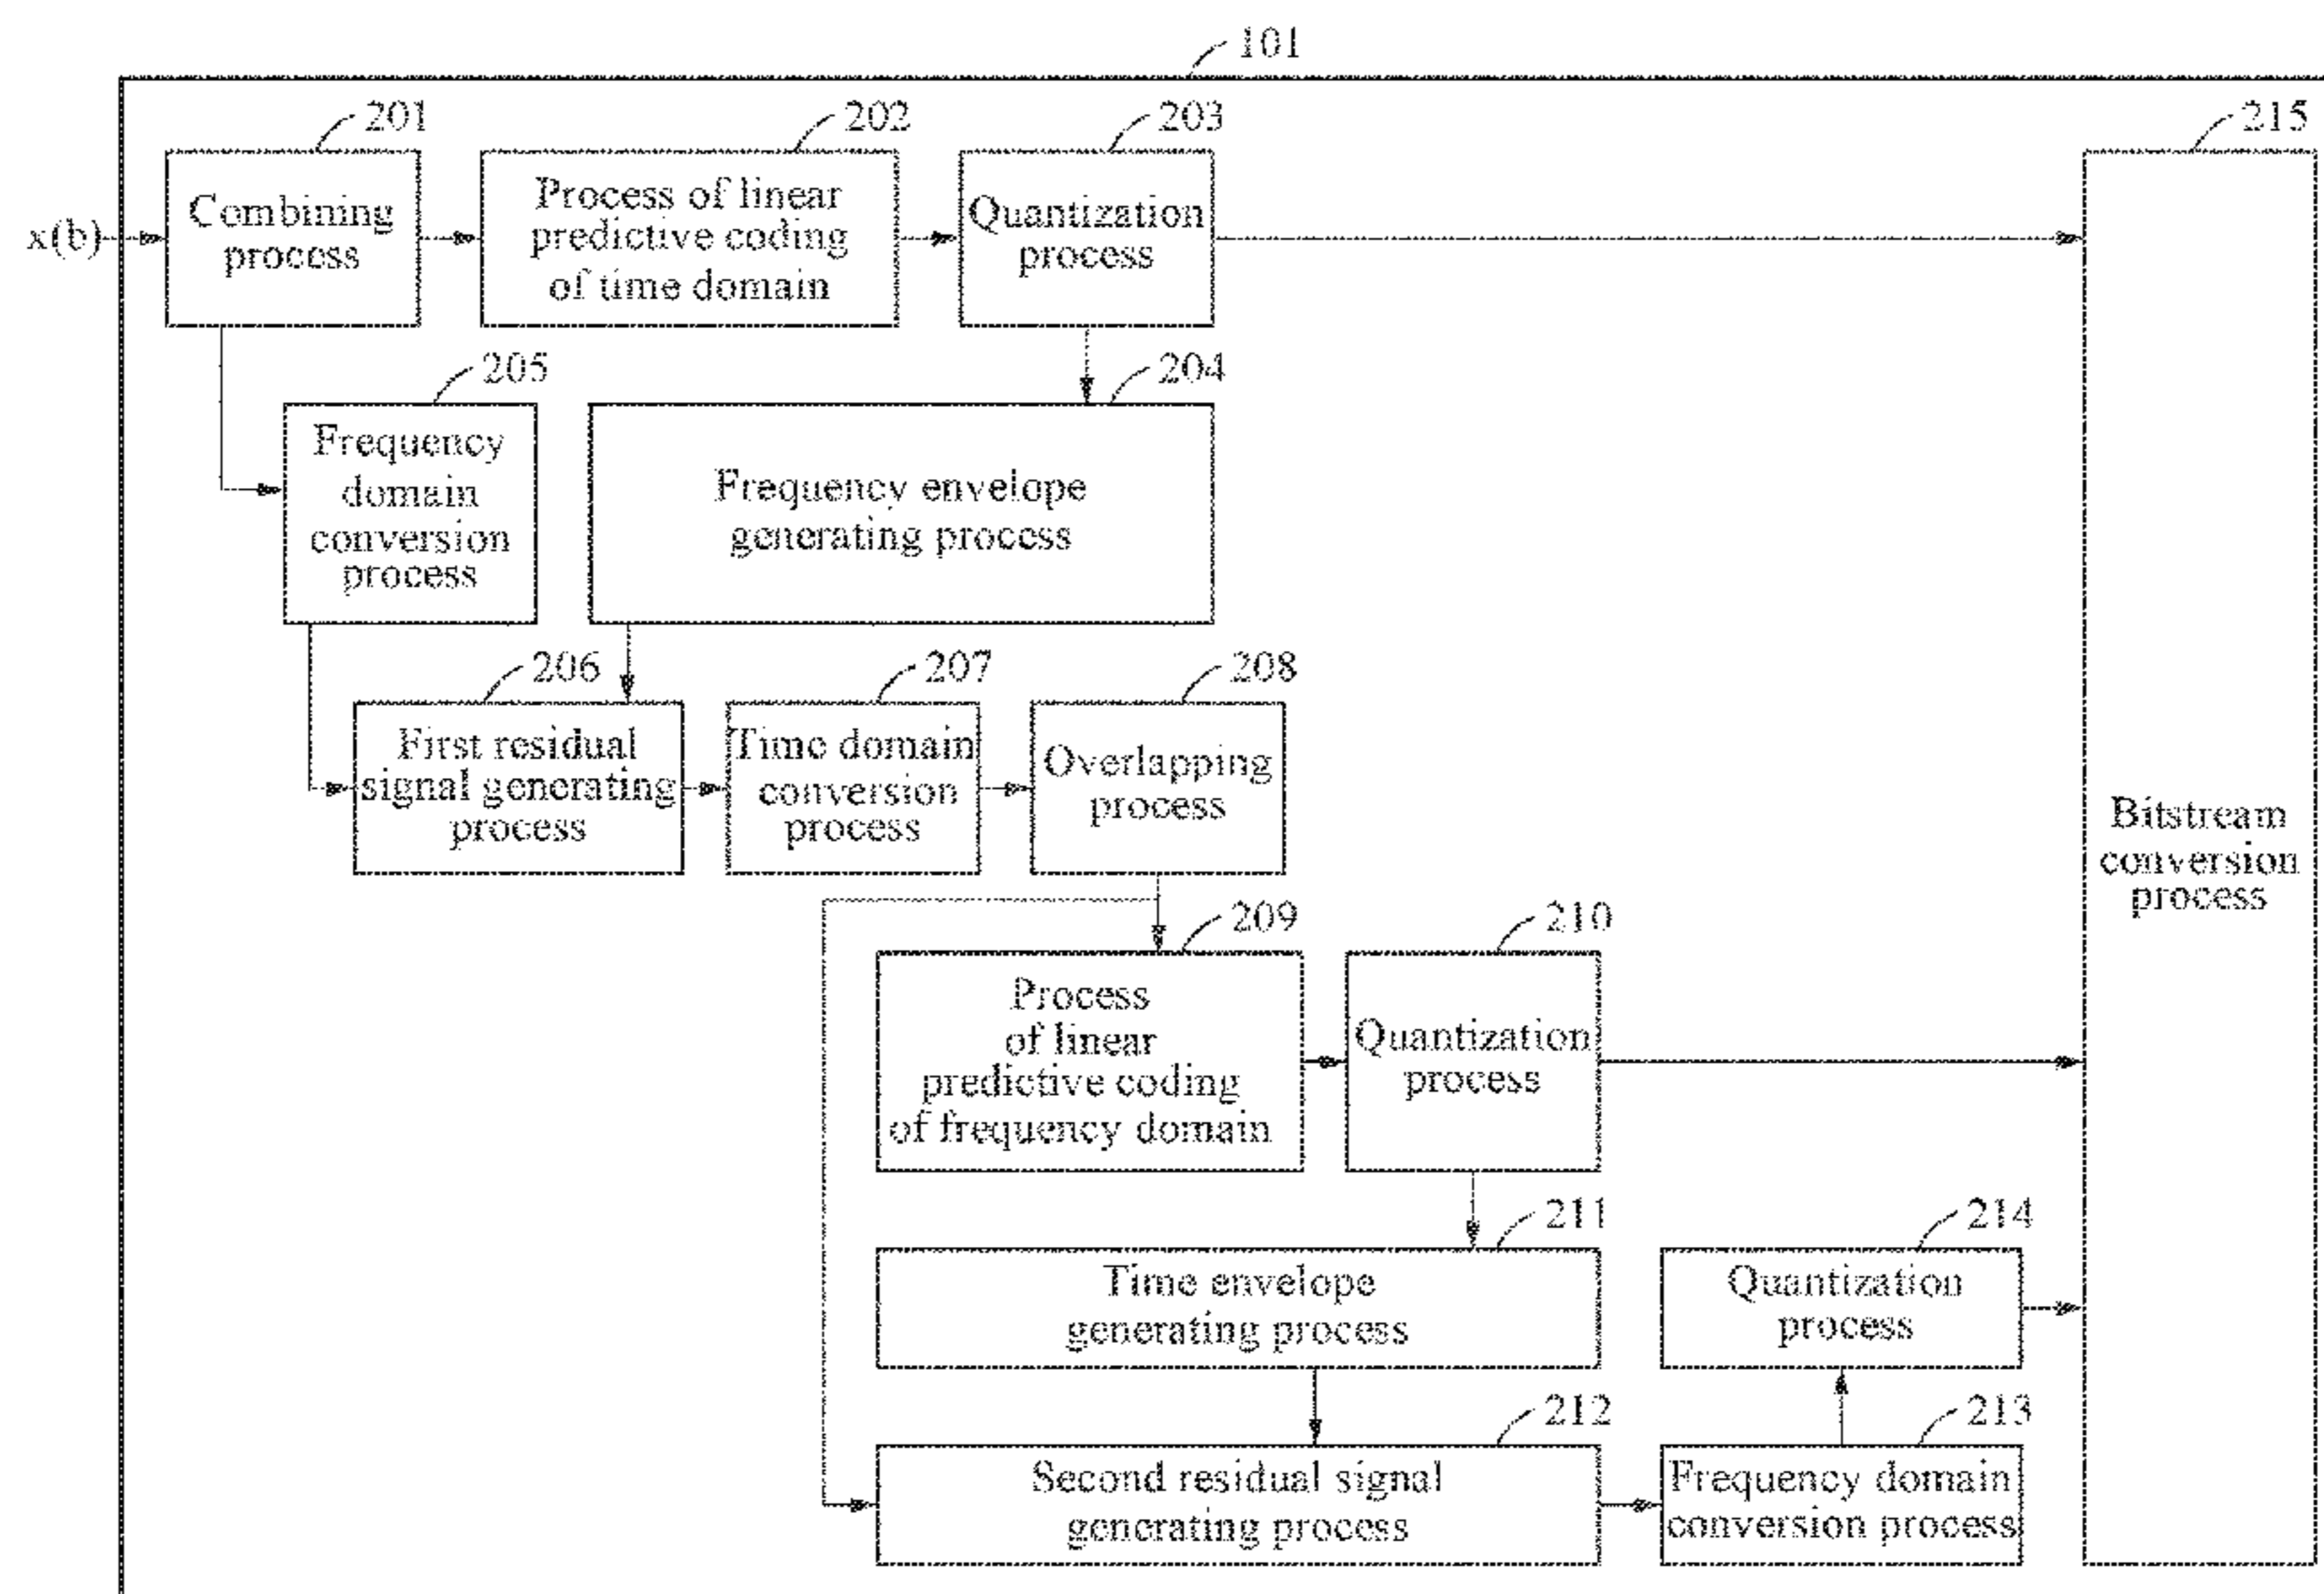 101
201
202
203
215
x(b)
Combining
process
Process of linear
predictive coding
of time domain
Quantization
process
205
204
Frequency
domain
conversion
process
Frequency envelope
generating process
206
207
208
First residual
signal generating
process
Time domain
conversion
process
Overlapping
process
Bitstream
conversion
process
209
210
Process
of linear
predictive coding
of frequency domain
Quantization
process
211
214
Time envelope
generating process
Quantization
process
212
213
Second residual signal
generating process
Frequency domain
conversion process